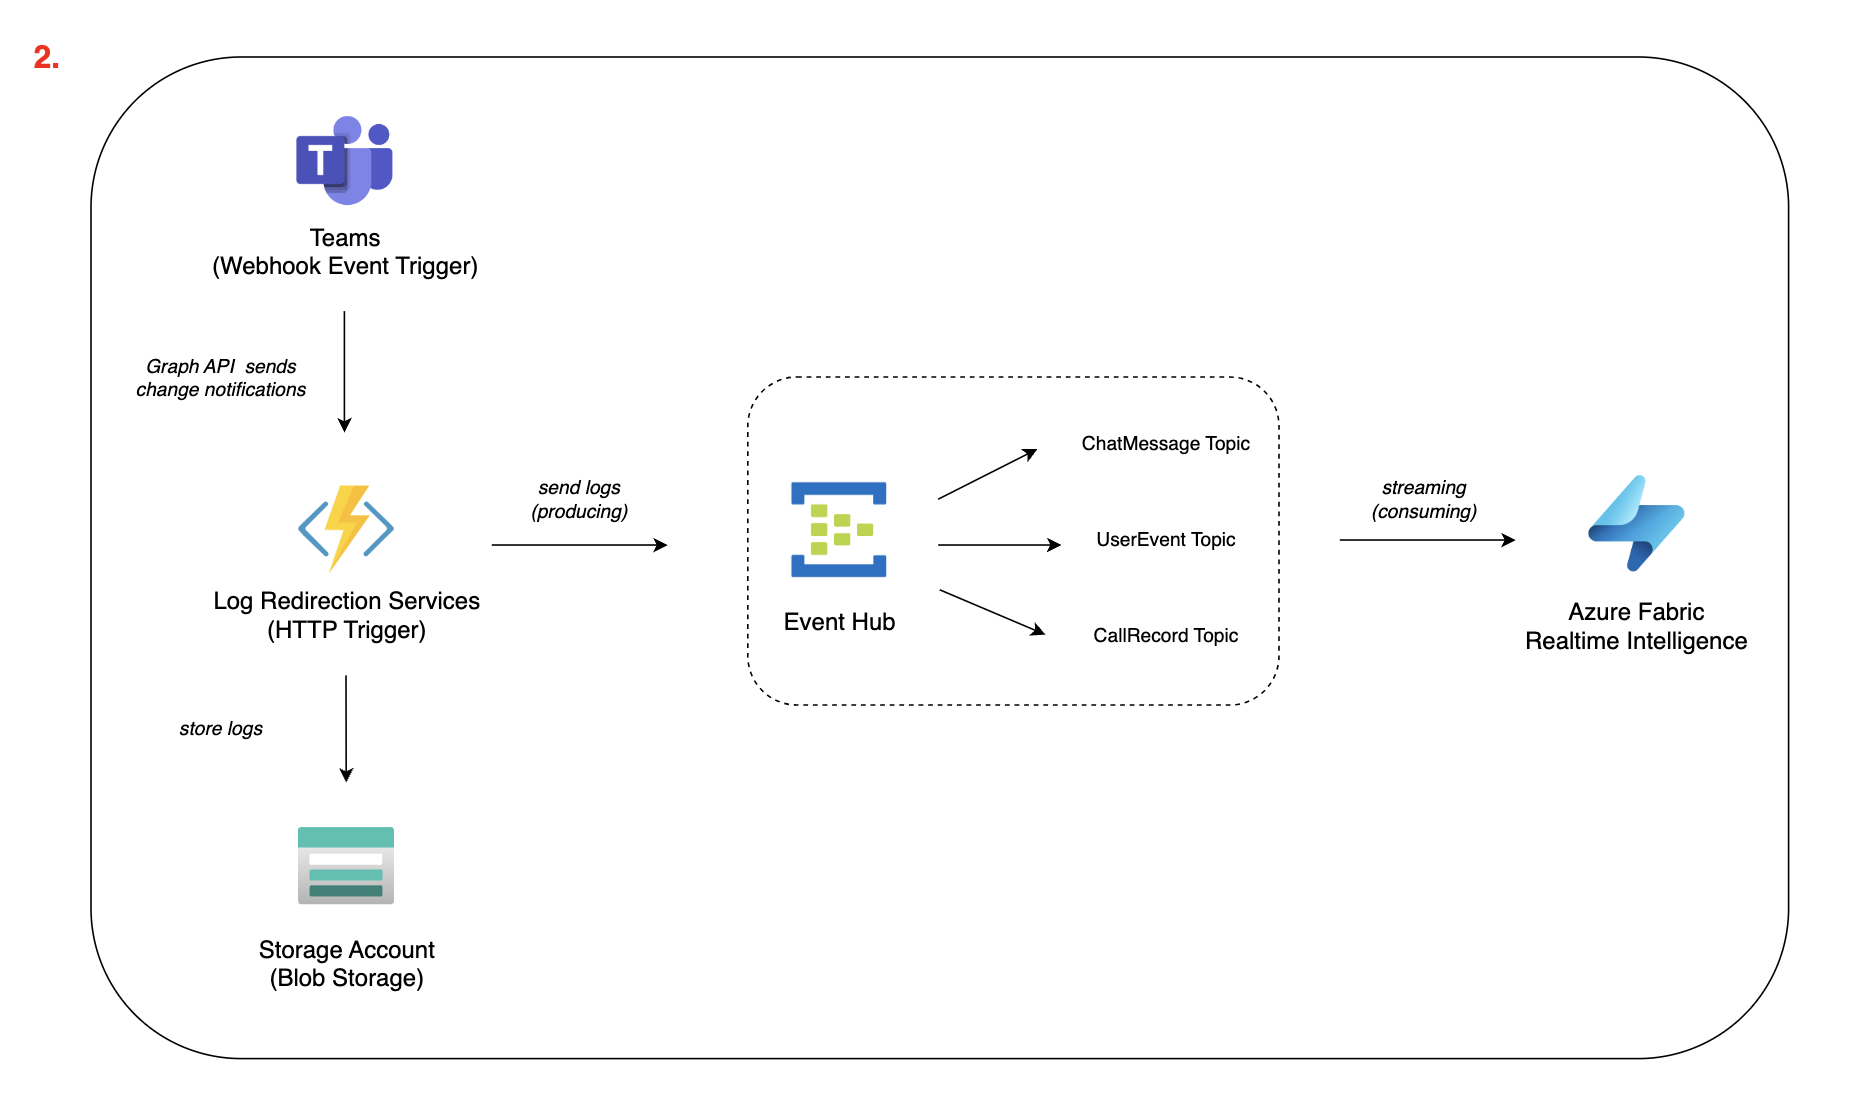 2.
T
Teams
(Webhook Event Trigger)
Graph API sends
change notifications
Log Redirection Services
(HTTP Trigger)
store logs
Storage Account
(Blob Storage)
send logs
(producing)
Event Hub
ChatMessage Topic
UserEvent Topic
CallRecord Topic
streaming
(consuming)
Azure Fabric
Realtime Intelligence